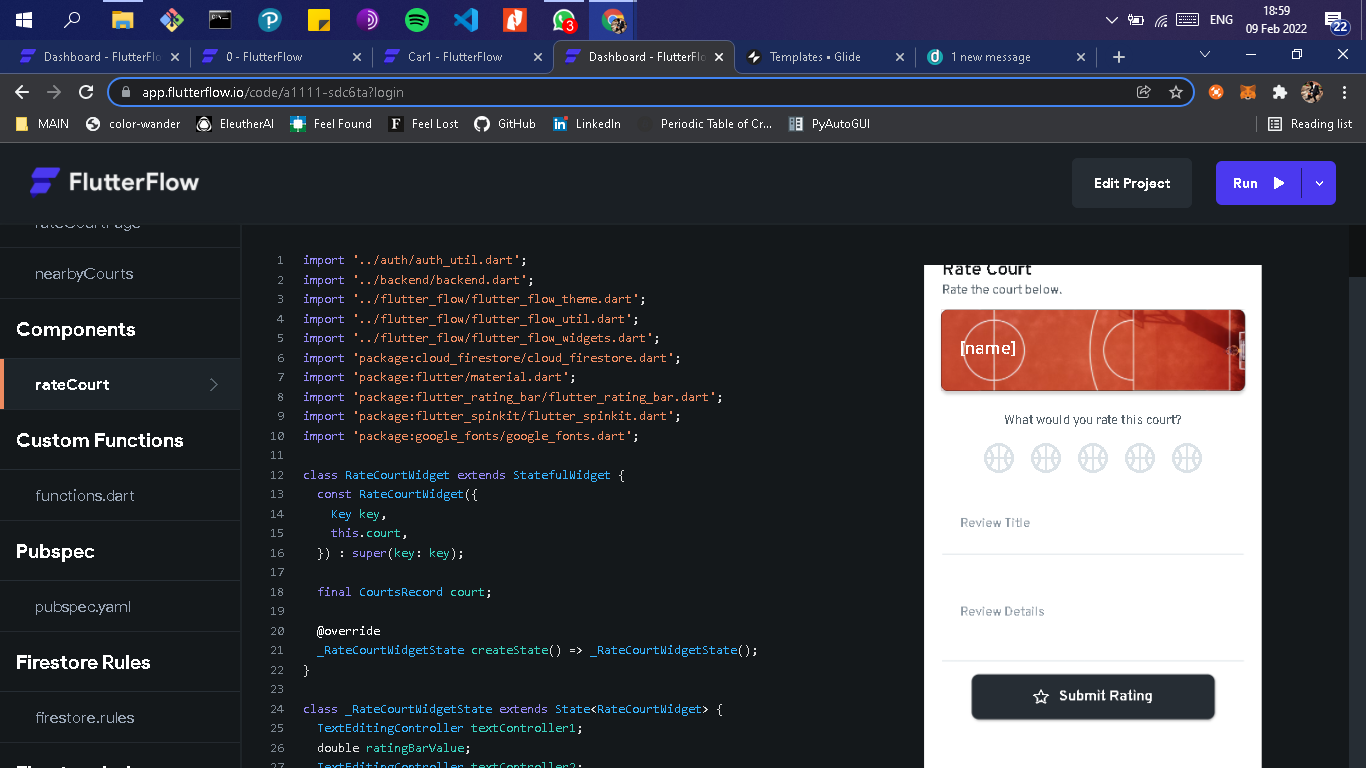 ENG
18:59
09 Feb 2022
22
3
Dashboard - FlutterFlo
0 - FlutterFlow
Car1 - FlutterFlow
Dashboard - FlutterFlo
Templates • Glide
1 new message
app.flutterflow.io/code/a1111-sdc6ta?login
MAIN
color-wander
EleutherAI
Feel Found
Feel Lost
GitHub
LinkedIn
Periodic Table of Cr...
PyAutoGUI
Reading list
FlutterFlow
Edit Project
Run
rateCourtPage
nearbyCourts
Components
rateCourt
Custom Functions
functions.dart
Pubspec
pubspec.yaml
Firestore Rules
firestore.rules
1 import '../auth/auth_util.dart';
2 import '../backend/backend.dart';
3 import '../flutter_flow/flutter_flow_theme.dart';
4 import '../flutter_flow/flutter_flow_util.dart';
5 import '../flutter_flow/flutter_flow_widgets.dart';
6 import 'package:cloud_firestore/cloud_firestore.dart';
7 import 'package:flutter/material.dart';
8 import 'package:flutter_rating_bar/flutter_rating_bar.dart';
9 import 'package:flutter_spinkit/flutter_spinkit.dart';
10 import 'package:google_fonts/google_fonts.dart';
11
12 class RateCourtWidget extends StatefulWidget {
13 const RateCourtWidget({
14 Key key,
15 this.court,
16 }) : super(key: key);
17
18 final CourtsRecord court;
19
20 @override
21 _RateCourtWidgetState createState() => _RateCourtWidgetState();
22 }
23
24 class _RateCourtWidgetState extends State<RateCourtWidget> {
25 TextEditingController textController1;
26 double ratingBarValue;
27 TextEditingController textController2;
Rate Court
Rate the court below.
[name]
What would you rate this court?
Review Title
Review Details
Submit Rating